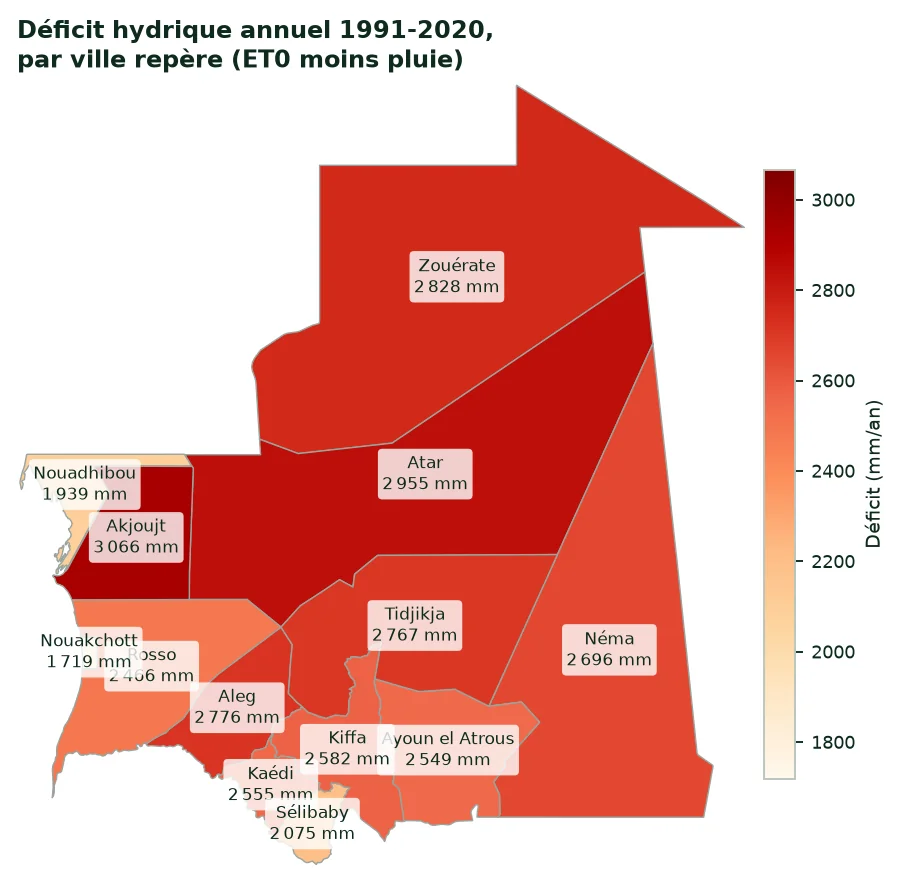 Déficit hydrique annuel 1991-2020,
par ville repère (ET0 moins pluie)
Zouérate
2 828 mm
Atar
2 955 mm
Nouadhibou
1 939 mm
Akjoujt
3 066 mm
Tidjikja
2 767 mm
Néma
2 696 mm
Nouakchott
1 719 mm
Rosso
2 466 mm
Aleg
2 776 mm
Kiffa
2 582 mm
Ayoun el Atrous
2 549 mm
Kaédi
2 555 mm
Sélibaby
2 075 mm
3000
2800
2600
2400
2200
2000
1800
Déficit (mm/an)